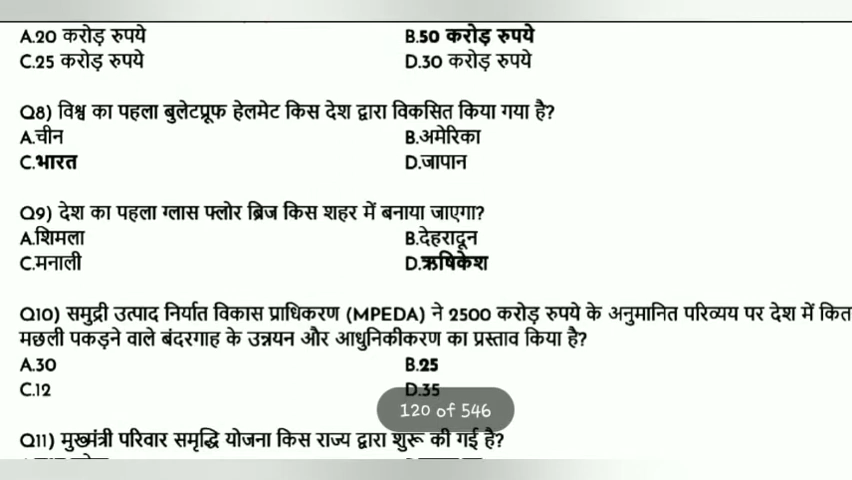 A.20 करोड़ रुपये B.50 करोड़ रुपये
C.25 करोड़ रुपये D.30 करोड़ रुपये
Q8) विश्व का पहला बुलेटप्रूफ हेलमेट किस देश द्वारा विकसित किया गया है?
A.चीन B.अमेरिका
C.भारत D.जापान
Q9) देश का पहला ग्लास फ्लोर ब्रिज किस शहर में बनाया जाएगा?
A.शिमला B.देहरादून
C.मनाली D.ऋषिकेश
Q10) समुद्री उत्पाद निर्यात विकास प्राधिकरण (MPEDA) ने 2500 करोड़ रुपये के अनुमानित परिव्यय पर देश में
मछली पकड़ने वाले बंदरगाह के उन्नयन और आधुनिकीकरण का प्रस्ताव किया है?
A.30 B.25
C.12 D.35
120 of 546
Q11) मुख्मंत्री परिवार समृद्धि योजना किस राज्य द्वारा शुरू की गई है?